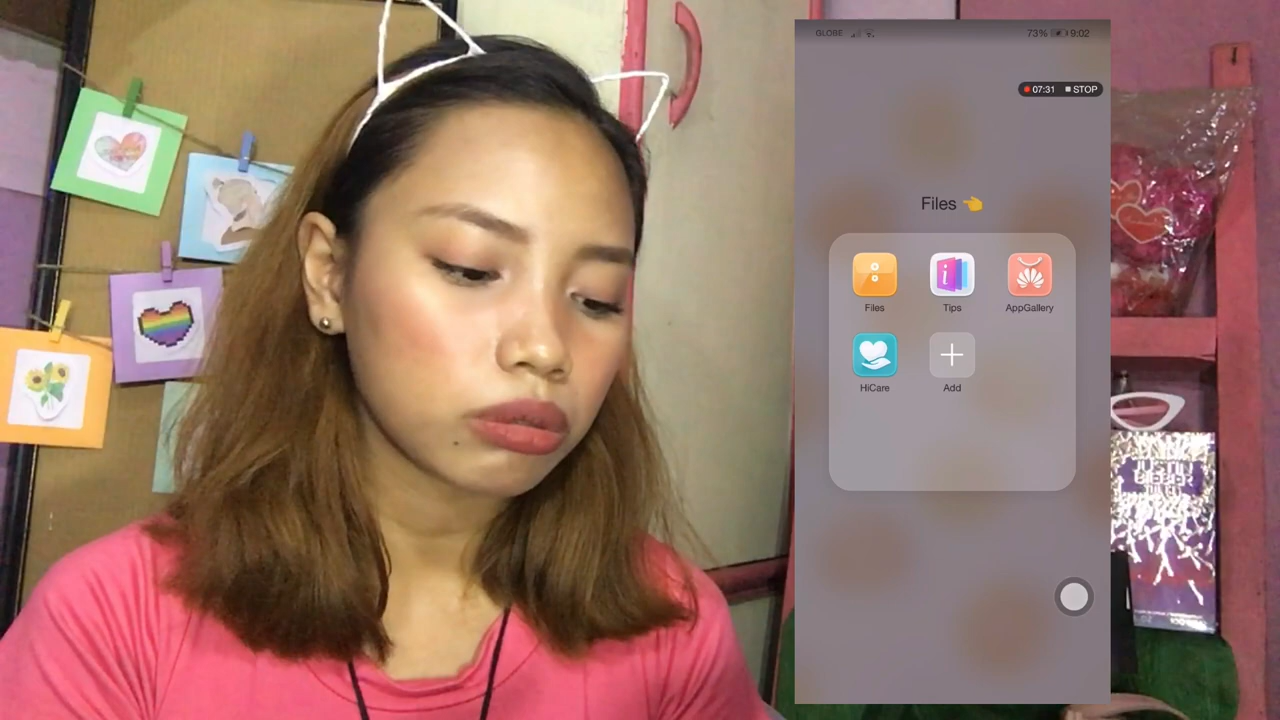 GLOBE 73% 9:02
07:31 STOP
Files 👈
Files Tips AppGallery
HiCare Add